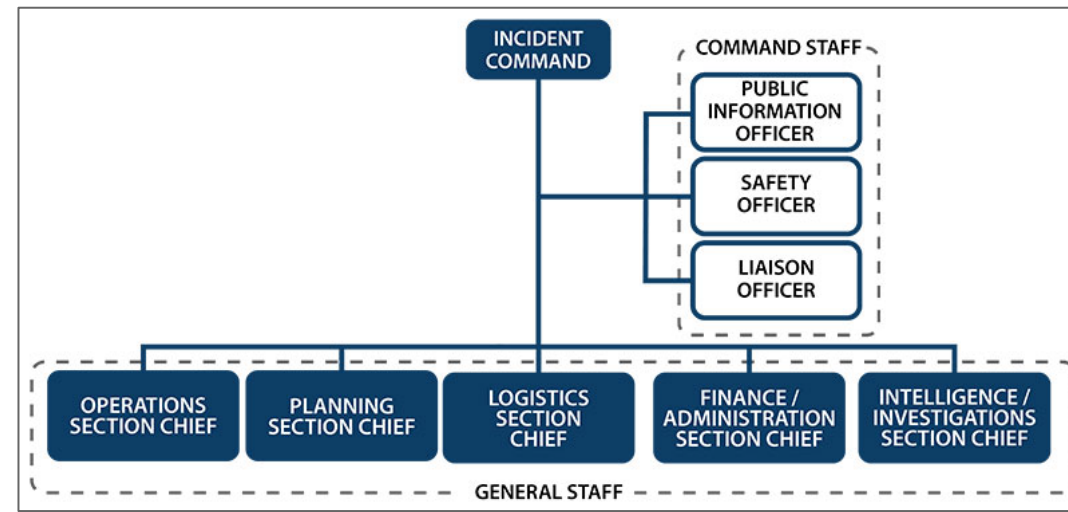 INCIDENT
COMMAND
COMMAND STAFF
PUBLIC
INFORMATION
OFFICER
SAFETY
OFFICER
LIAISON
OFFICER
OPERATIONS
SECTION CHIEF
PLANNING
SECTION CHIEF
LOGISTICS
SECTION
CHIEF
FINANCE /
ADMINISTRATION
SECTION CHIEF
INTELLIGENCE /
INVESTIGATIONS
SECTION CHIEF
GENERAL STAFF